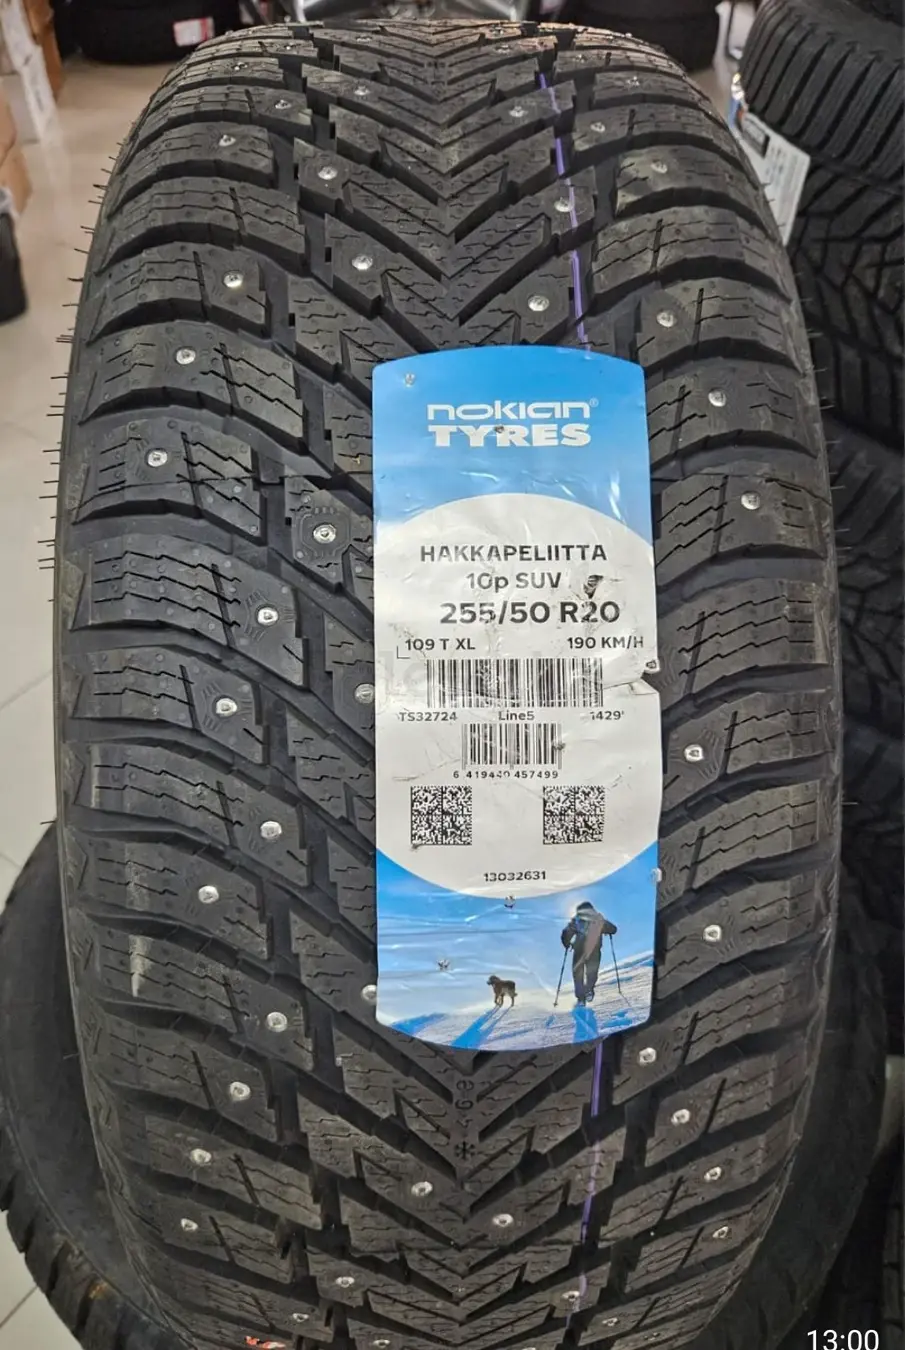 nokian®
TYRES
HAKKAPELIITTA
10p SUV
255/50 R20
109 T XL 190 KM/H
TS32724 Line5 1429
6 419440 457499
13032631
13:00